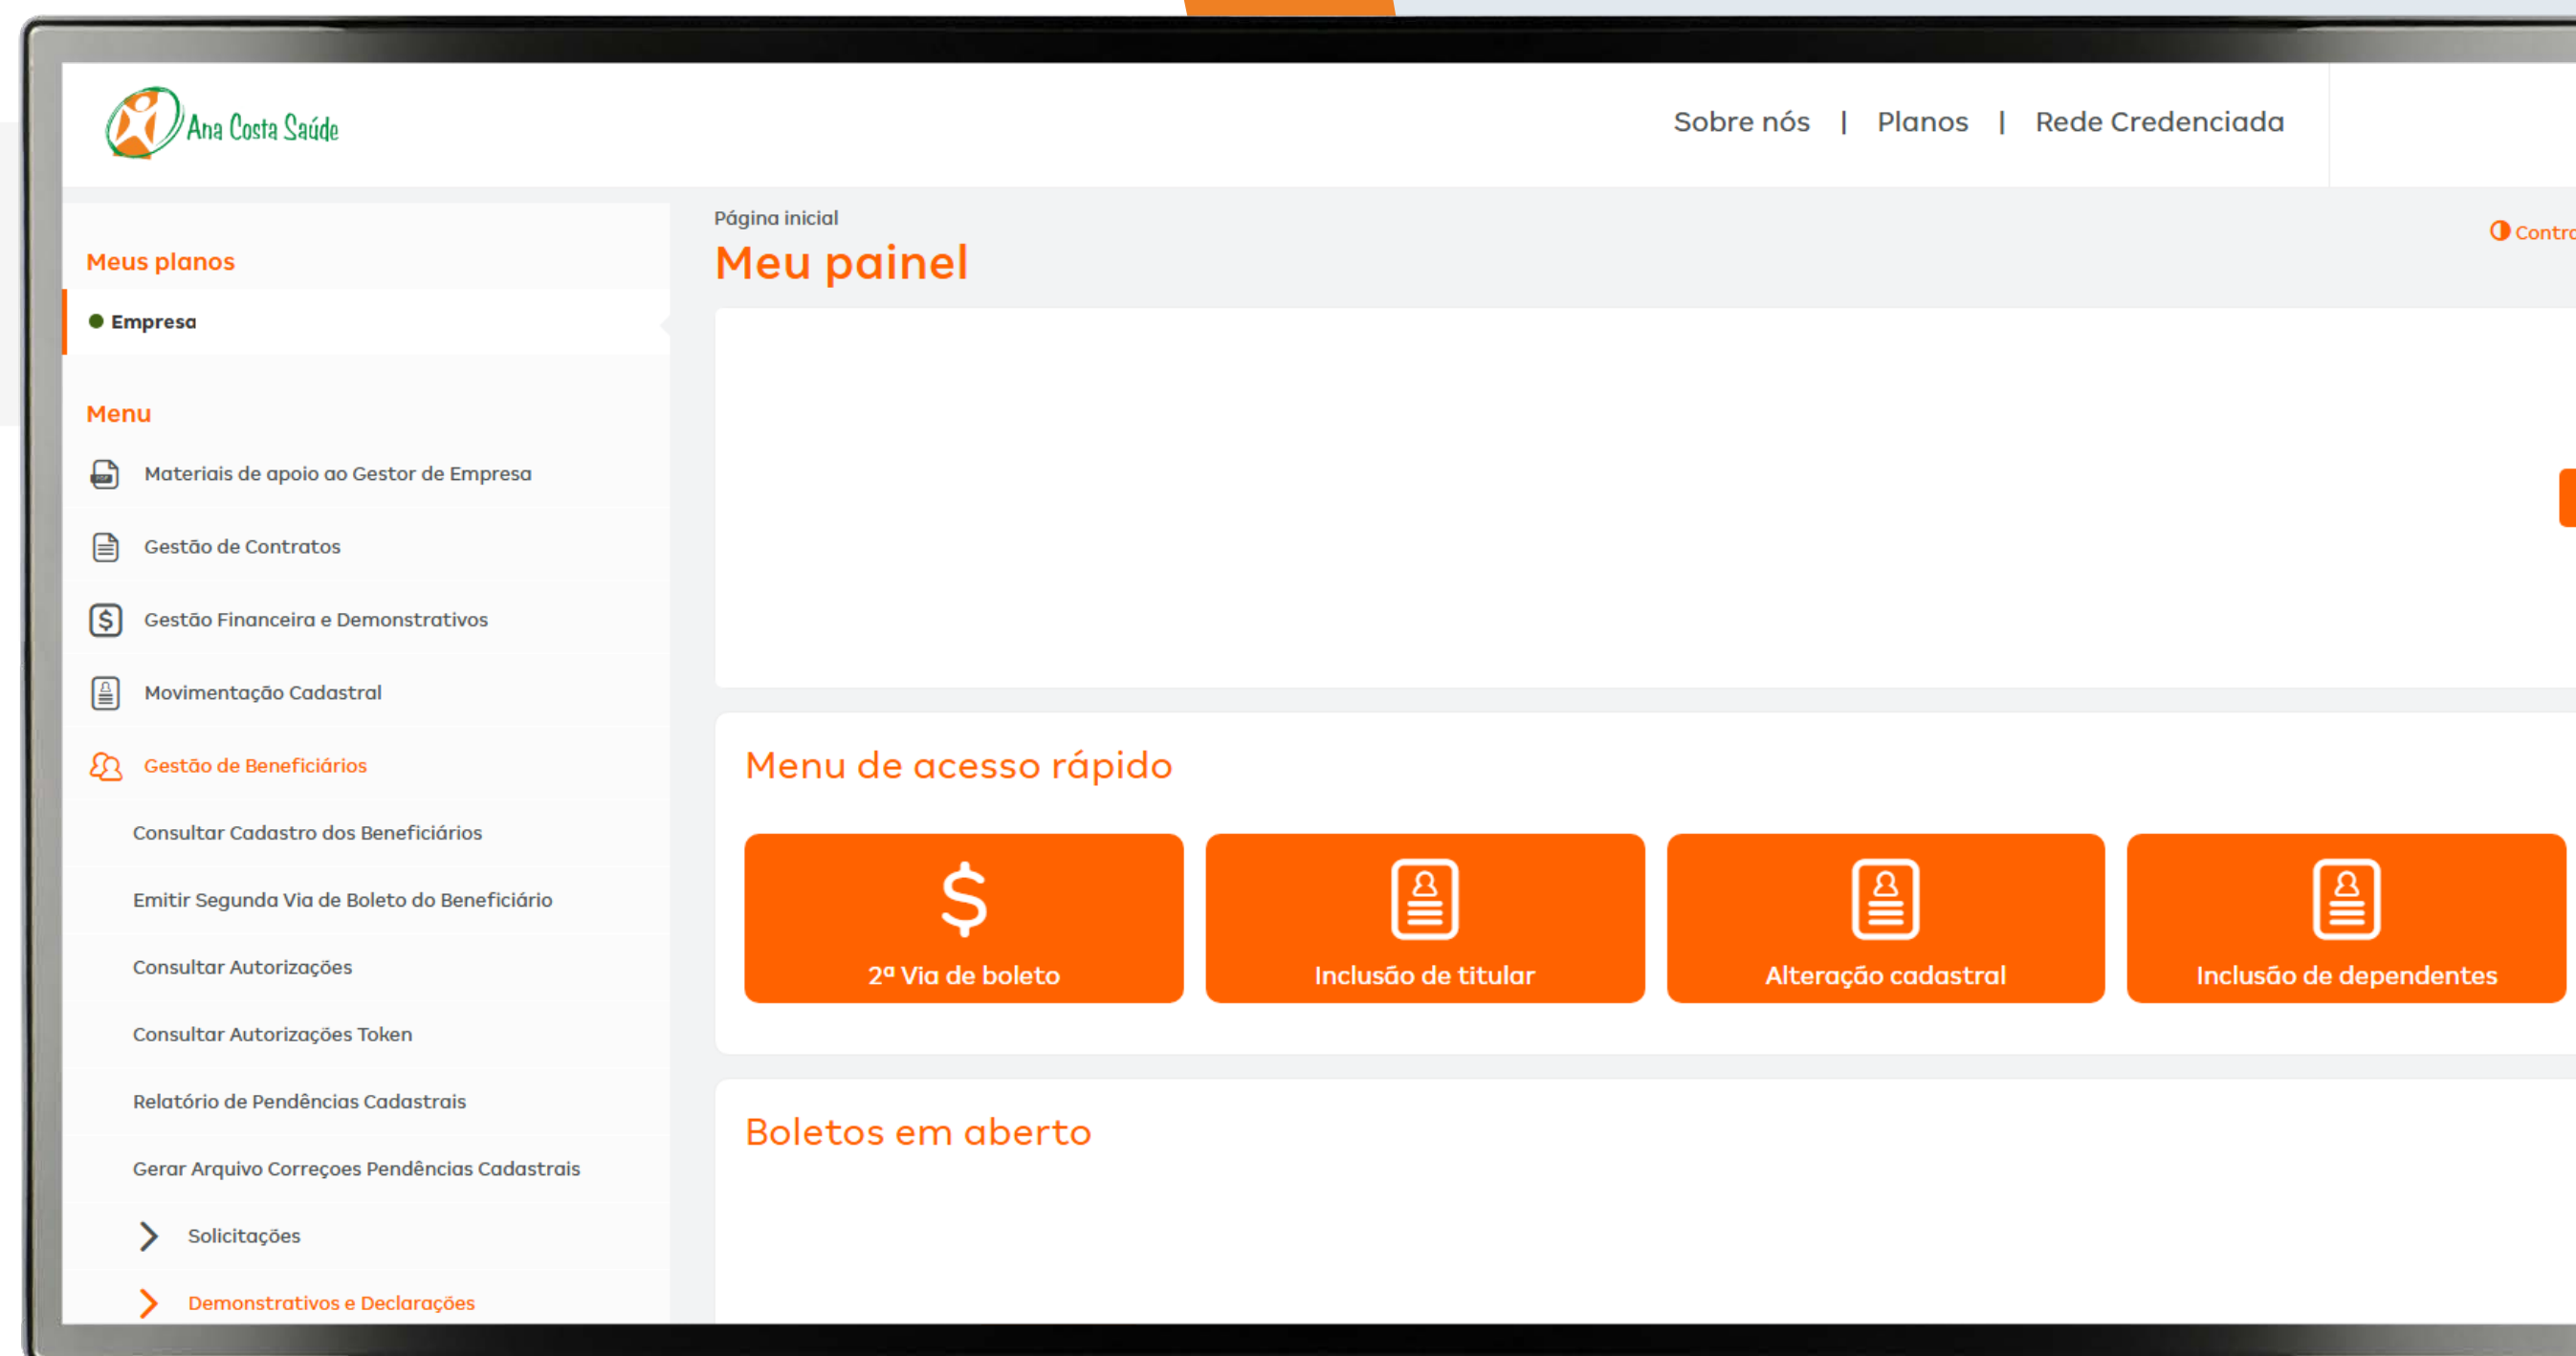 Ana Costa Saúde
Sobre nós | Planos | Rede Credenciada
Página inicial
Meu painel
Meus planos
Empresa
Menu
Materiais de apoio ao Gestor de Empresa
Gestão de Contratos
Gestão Financeira e Demonstrativos
Movimentação Cadastral
Gestão de Beneficiários
Consultar Cadastro dos Beneficiários
Emitir Segunda Via de Boleto do Beneficiário
Consultar Autorizações
Consultar Autorizações Token
Relatório de Pendências Cadastrais
Gerar Arquivo Correçoes Pendências Cadastrais
Solicitações
Demonstrativos e Declarações
Menu de acesso rápido
2ª Via de boleto
Inclusão de titular
Alteração cadastral
Inclusão de dependentes
Boletos em aberto